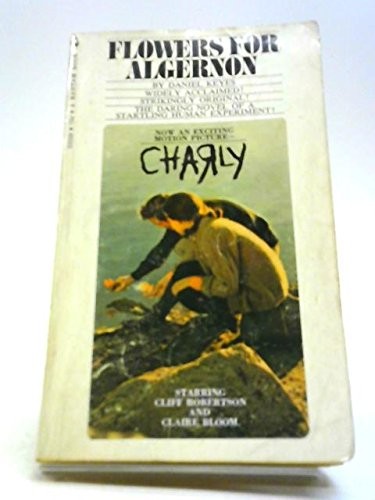 FLOWERS FOR
ALGERNON
BY DANIEL KEYES
WIDELY ACCLAIMED!
STRIKINGLY ORIGINAL!
THE DARING NOVEL OF A
STARTLING HUMAN EXPERIMENT!
NOW AN EXCITING
MOTION PICTURE—
CHAЯLY
STARRING
CLIFF ROBERTSON
AND
CLAIRE BLOOM